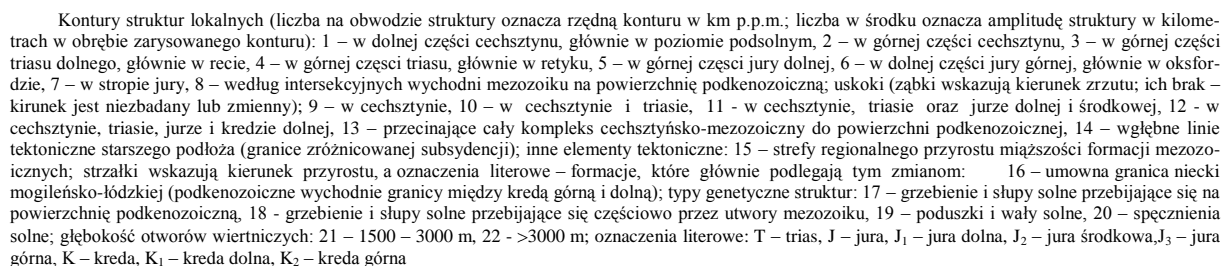 Kontury struktur lokalnych (liczba na obwodzie struktury oznacza rzędną konturu w km p.p.m.; liczba w środku oznacza amplitudę struktury w kilome-
trach w obrębie zarysowanego konturu): 1 – w dolnej części cechsztynu, głównie w poziomie podsolnym, 2 – w górnej części cechsztynu, 3 – w górnej części
triasu dolnego, głównie w recie, 4 – w górnej częsci triasu, głównie w retyku, 5 – w górnej częsci jury dolnej, 6 – w dolnej części jury górnej, głównie w oksfor-
dzie, 7 – w stropie jury, 8 – według intersekcyjnych wychodni mezozoiku na powierzchnię podkenozoiczną; uskoki (ząbki wskazują kierunek zrzutu; ich brak –
kirunek jest niezbadany lub zmienny); 9 – w cechsztynie, 10 – w cechsztynie i triasie, 11 - w cechsztynie, triasie oraz jurze dolnej i środkowej, 12 - w
cechsztynie, triasie, jurze i kredzie dolnej, 13 – przecinające cały kompleks cechsztyńsko-mezozoiczny do powierzchni podkenozoicznej, 14 – wgłębne linie
tektoniczne starszego podłoża (granice zróżnicowanej subsydencji); inne elementy tektoniczne: 15 – strefy regionalnego przyrostu miąższości formacji mezozo-
icznych; strzałki wskazują kierunek przyrostu, a oznaczenia literowe – formacje, które głównie podlegają tym zmianom: 16 – umowna granica niecki
mogileńsko-łódzkiej (podkenozoiczne wychodnie granicy między kredą górną i dolną); typy genetyczne struktur: 17 – grzebienie i słupy solne przebijające się na
powierzchnię podkenozoiczną, 18 - grzebienie i słupy solne przebijające się częściowo przez utwory mezozoiku, 19 – poduszki i wały solne, 20 – spęcznienia
solne; głębokość otworów wiertniczych: 21 – 1500 – 3000 m, 22 - >3000 m; oznaczenia literowe: T – trias, J – jura, J₁ – jura dolna, J₂ – jura środkowa,J₃ – jura
górna, K – kreda, K₁ – kreda dolna, K₂ – kreda górna